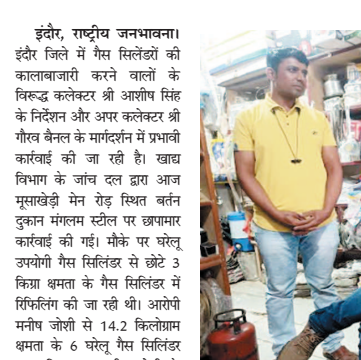 इंदौर, राष्ट्रीय जनभावना।
इंदौर जिले में गैस सिलेंडरों की
कालाबाजारी करने वालों के
विरूद्ध कलेक्टर श्री आशीष सिंह
के निर्देशन और अपर कलेक्टर श्री
गौरव बैनल के मार्गदर्शन में प्रभावी
कार्रवाई की जा रही है। खाद्य
विभाग के जांच दल द्वारा आज
मूसाखेड़ी मेन रोड़ स्थित बर्तन
दुकान मंगलम स्टील पर छापामार
कार्रवाई की गई। मौके पर घरेलू
उपयोगी गैस सिलिंडर से छोटे 3
किग्रा क्षमता के गैस सिलिंडर में
रिफिलिंग की जा रही थी। आरोपी
मनीष जोशी से 14.2 किलोग्राम
क्षमता के 6 घरेलू गैस सिलिंडर